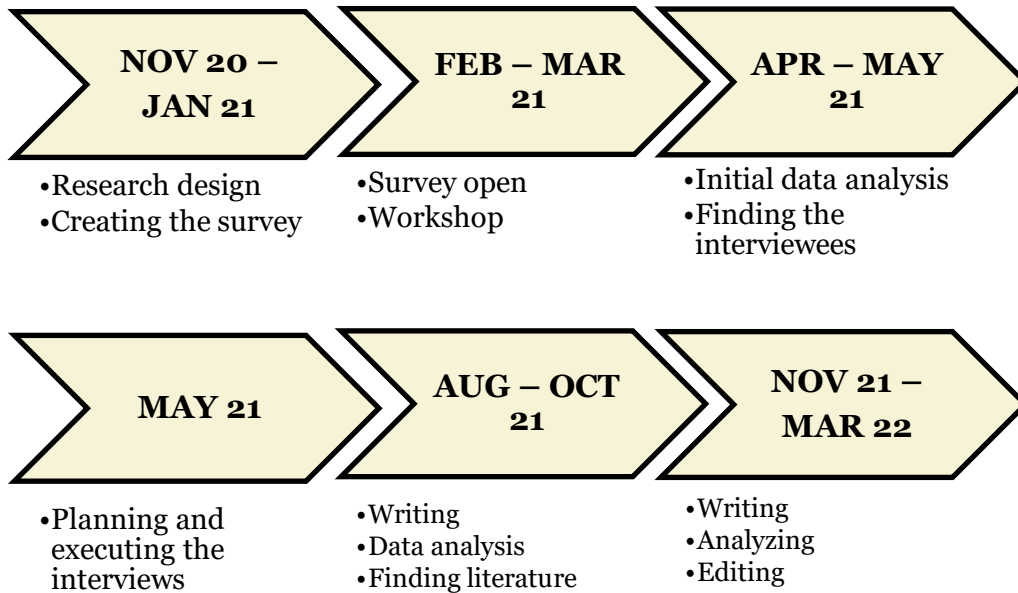 NOV 20 –
JAN 21
•Research design
•Creating the survey
FEB – MAR
21
•Survey open
•Workshop
APR – MAY
21
•Initial data analysis
•Finding the
interviewees
MAY 21
•Planning and
executing the
interviews
AUG – OCT
21
•Writing
•Data analysis
•Finding literature
NOV 21 –
MAR 22
•Writing
•Analyzing
•Editing